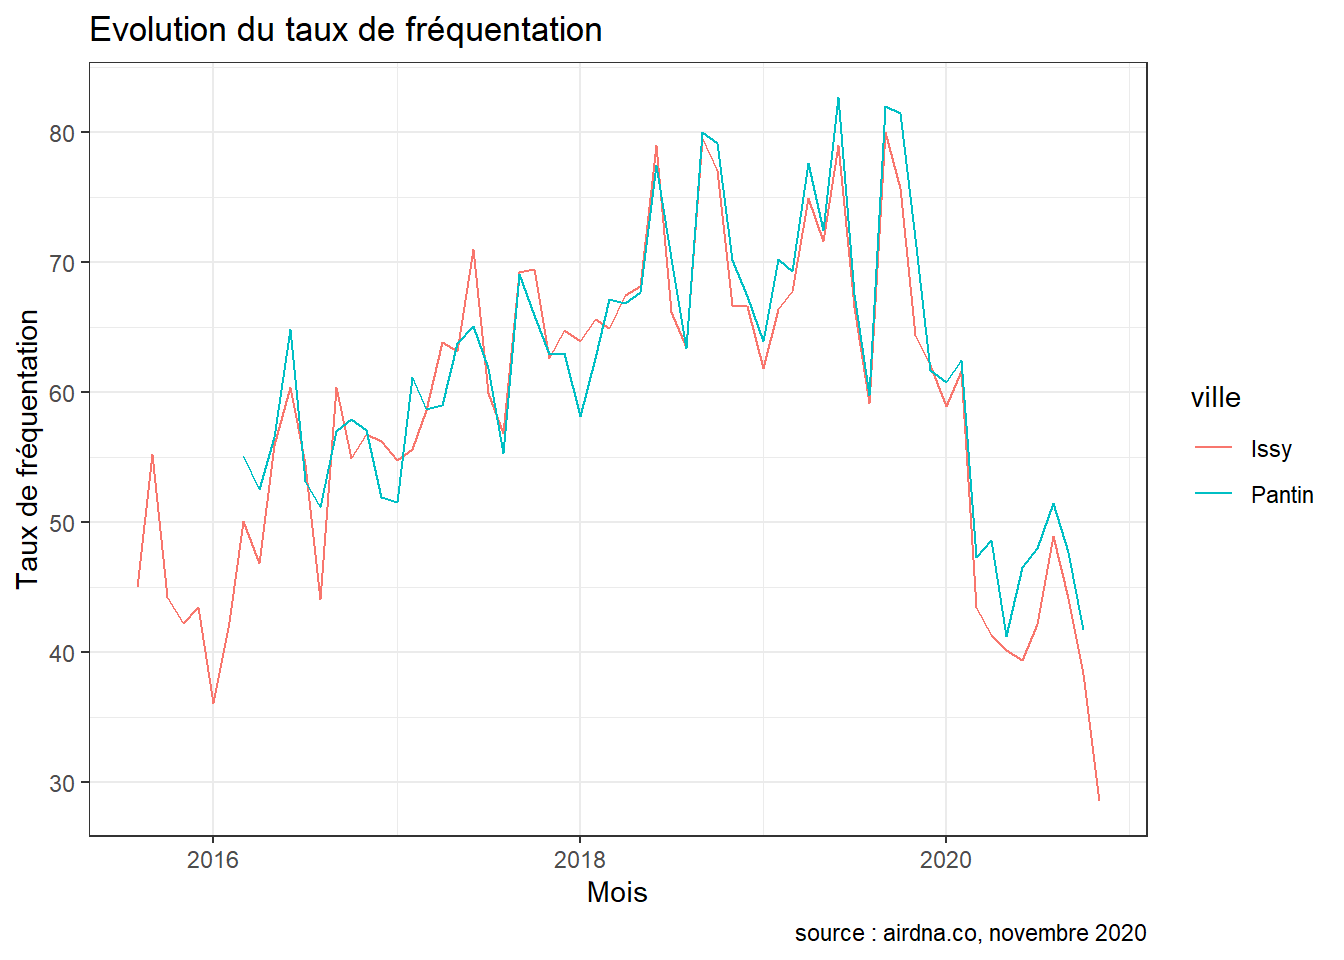 Evolution du taux de fréquentation
Taux de fréquentation
80
70
60
50
40
30
2016
2018
2020
Mois
ville
Issy
Pantin
source : airdna.co, novembre 2020